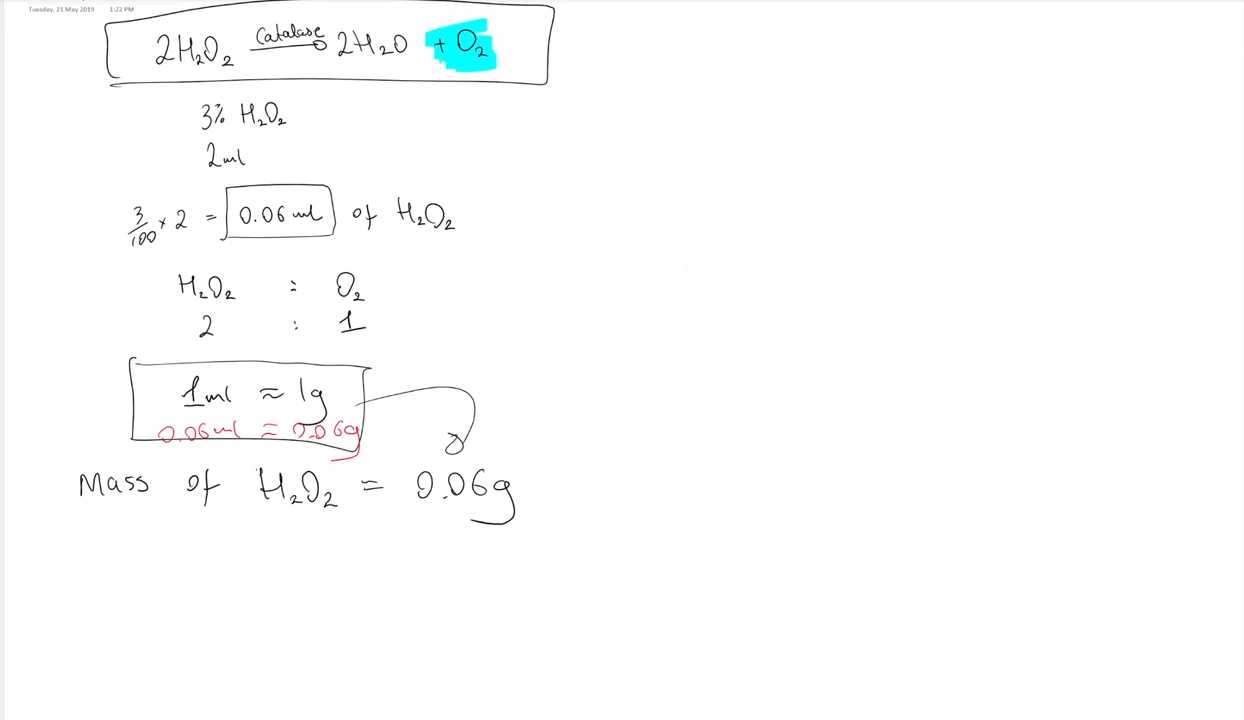 Tuesday, 21 May 2019 1:22 PM
2H₂O₂ catalase → 2H₂O + O₂
3% H₂O₂
2ml
3/100 × 2 = 0.06 ml of H₂O₂
H₂O₂ : O₂
2 : 1
1ml ≈ 1g
0.06ml ≈ 0.06g
Mass of H₂O₂ = 0.06g